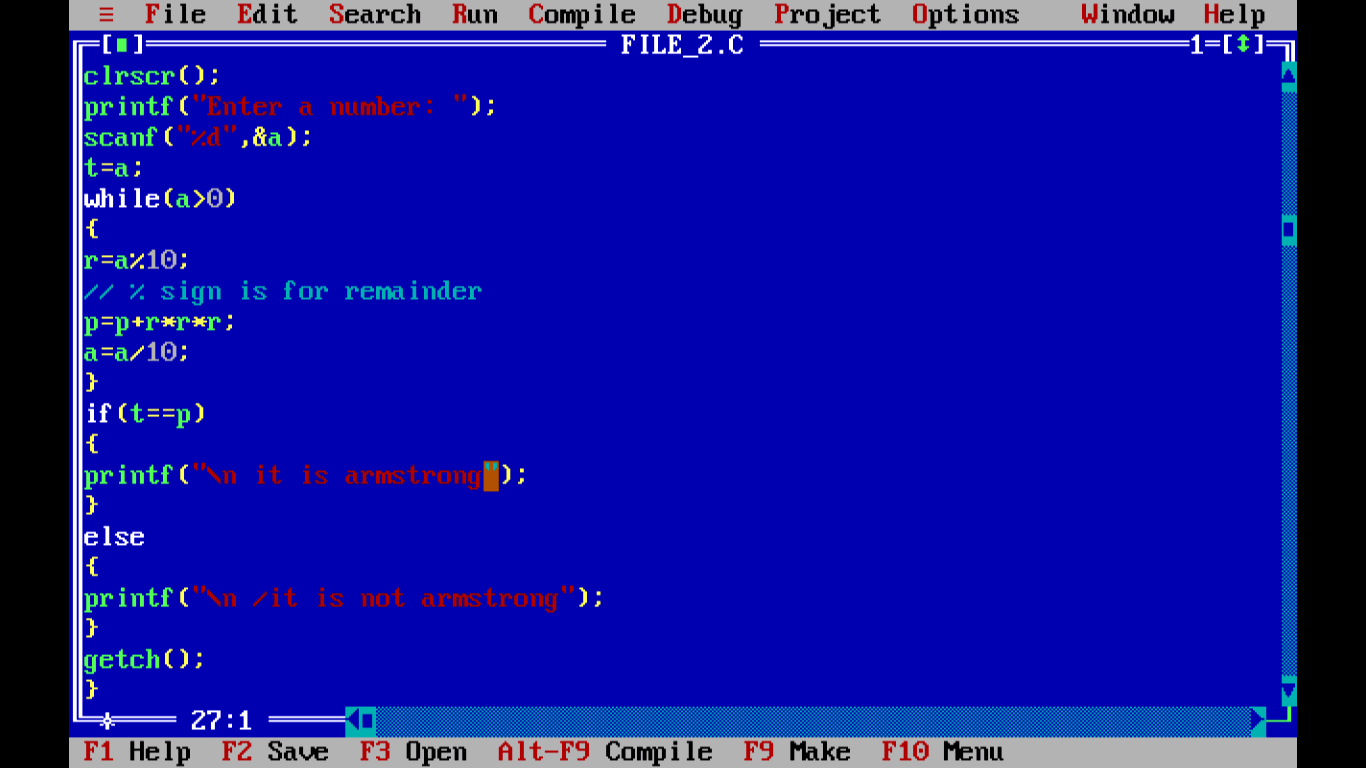 ≡ File Edit Search Run Compile Debug Project Options Window Help
[■] FILE_2.C 1=[↕]
clrscr();
printf("Enter a number: ");
scanf("%d",&a);
t=a;
while(a>0)
{
r=a%10;
// % sign is for remainder
p=p+r*r*r;
a=a/10;
}
if(t==p)
{
printf("\n it is armstrong");
}
else
{
printf("\n /it is not armstrong");
}
getch();
}
27:1
F1 Help F2 Save F3 Open Alt-F9 Compile F9 Make F10 Menu